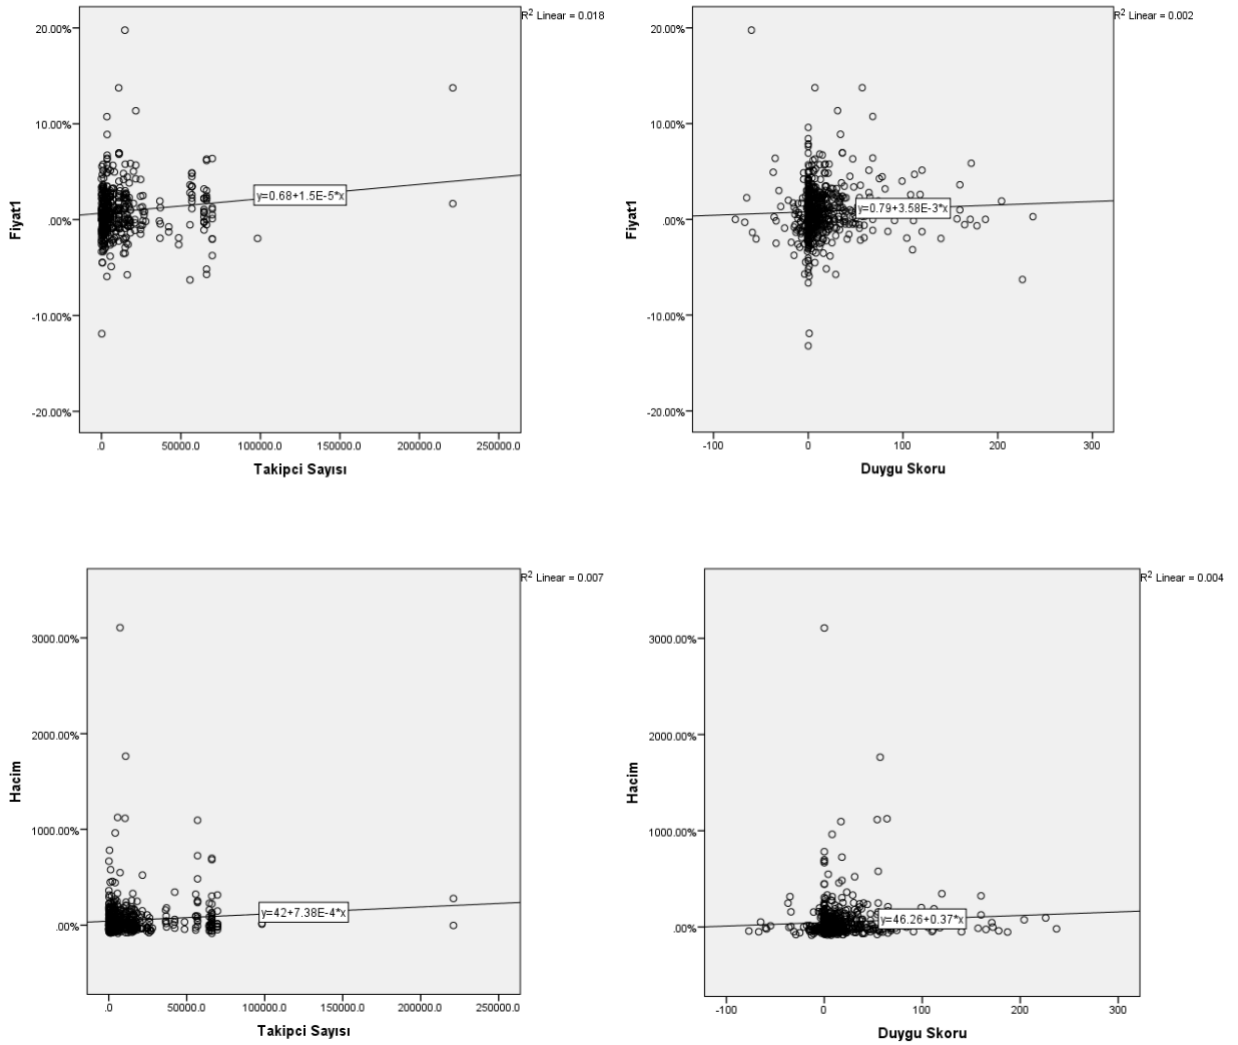 R² Linear = 0.018
20.00%
10.00%
.00%
-10.00%
-20.00%
Fiyat1
y=0.68+1.5E-5*x
.0
50000.0
100000.0
150000.0
200000.0
250000.0
Takipci Sayısı
R² Linear = 0.002
20.00%
10.00%
.00%
-10.00%
-20.00%
Fiyat1
y=0.79+3.58E-3*x
-100
0
100
200
300
Duygu Skoru
R² Linear = 0.007
3000.00%
2000.00%
1000.00%
.00%
Hacim
y=42+7.38E-4*x
.0
50000.0
100000.0
150000.0
200000.0
250000.0
Takipci Sayısı
R² Linear = 0.004
3000.00%
2000.00%
1000.00%
.00%
Hacim
y=46.26+0.37*x
-100
0
100
200
300
Duygu Skoru